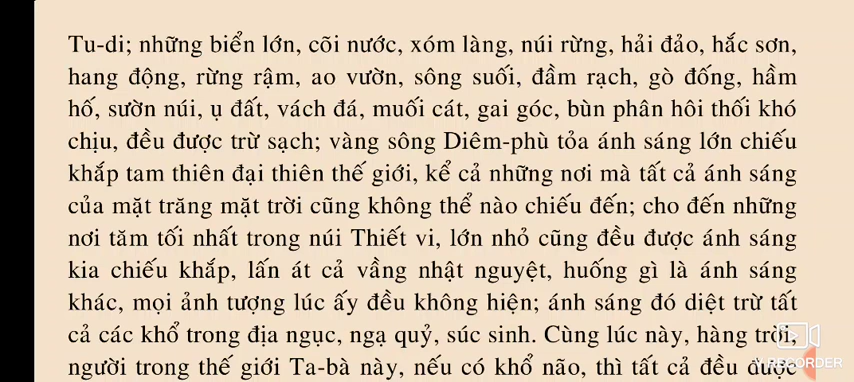 Tu-di; những biển lớn, cõi nước, xóm làng, núi rừng, hải đảo, hắc sơn,
hang động, rừng rậm, ao vườn, sông suối, đầm rạch, gò đống, hầm
hố, sườn núi, ụ đất, vách đá, muối cát, gai góc, bùn phân hôi thối khó
chịu, đều được trừ sạch; vàng sông Diêm-phù tỏa ánh sáng lớn chiếu
khắp tam thiên đại thiên thế giới, kể cả những nơi mà tất cả ánh sáng
của mặt trăng mặt trời cũng không thể nào chiếu đến; cho đến những
nơi tăm tối nhất trong núi Thiết vi, lớn nhỏ cũng đều được ánh sáng
kia chiếu khắp, lấn át cả vầng nhật nguyệt, huống gì là ánh sáng
khác, mọi ảnh tượng lúc ấy đều không hiện; ánh sáng đó diệt trừ tất
cả các khổ trong địa ngục, ngạ quỷ, súc sinh. Cùng lúc này, hàng trời,
người trong thế giới Ta-bà này, nếu có khổ não, thì tất cả đều được
RECORDER